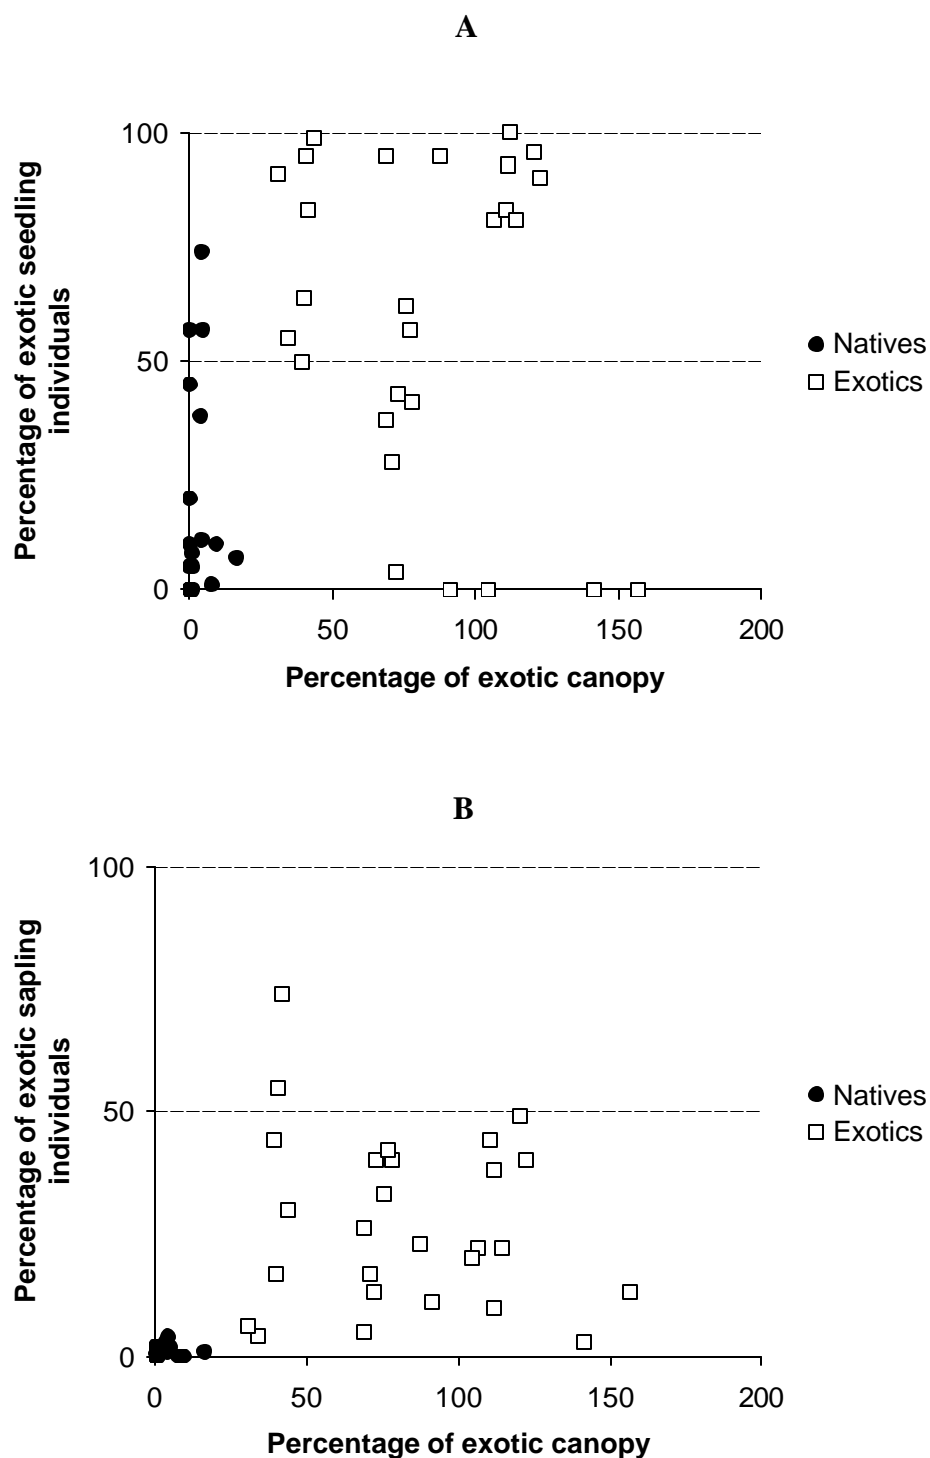 A
Percentage of exotic seedling
individuals
100
50
0
0 50 100 150 200
Percentage of exotic canopy
Natives
Exotics
B
Percentage of exotic sapling
individuals
100
50
0
0 50 100 150 200
Percentage of exotic canopy
Natives
Exotics